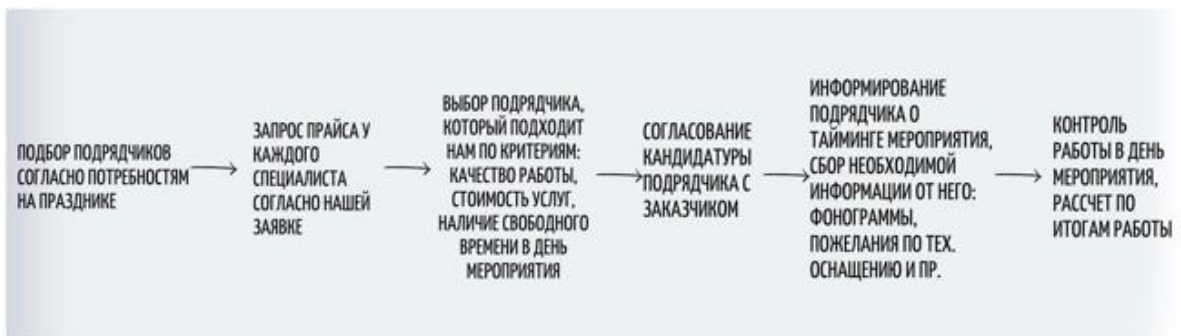 ПОДБОР ПОДРЯДЧИКОВ
СОГЛАСНО ПОТРЕБНОСТЯМ
НА ПРАЗДНИКЕ
ЗАПРОС ПРАЙСА У
КАЖДОГО
СПЕЦИАЛИСТА
СОГЛАСНО НАШЕЙ
ЗАЯВКЕ
ВЫБОР ПОДРЯДЧИКА,
КОТОРЫЙ ПОДХОДИТ
НАМ ПО КРИТЕРИЯМ:
КАЧЕСТВО РАБОТЫ,
СТОИМОСТЬ УСЛУГ,
НАЛИЧИЕ СВОБОДНОГО
ВРЕМЕНИ В ДЕНЬ
МЕРОПРИЯТИЯ
СОГЛАСОВАНИЕ
КАНДИДАТУРЫ
ПОДРЯДЧИКА С
ЗАКАЗЧИКОМ
ИНФОРМИРОВАНИЕ
ПОДРЯДЧИКА О
ТАЙМИНГЕ МЕРОПРИЯТИЯ,
СБОР НЕОБХОДИМОЙ
ИНФОРМАЦИИ ОТ НЕГО:
ФОНОГРАММЫ,
ПОЖЕЛАНИЯ ПО ТЕХ.
ОСНАЩЕНИЮ И ПР.
КОНТРОЛЬ
РАБОТЫ В ДЕНЬ
МЕРОПРИЯТИЯ,
РАССЧЕТ ПО
ИТОГАМ РАБОТЫ